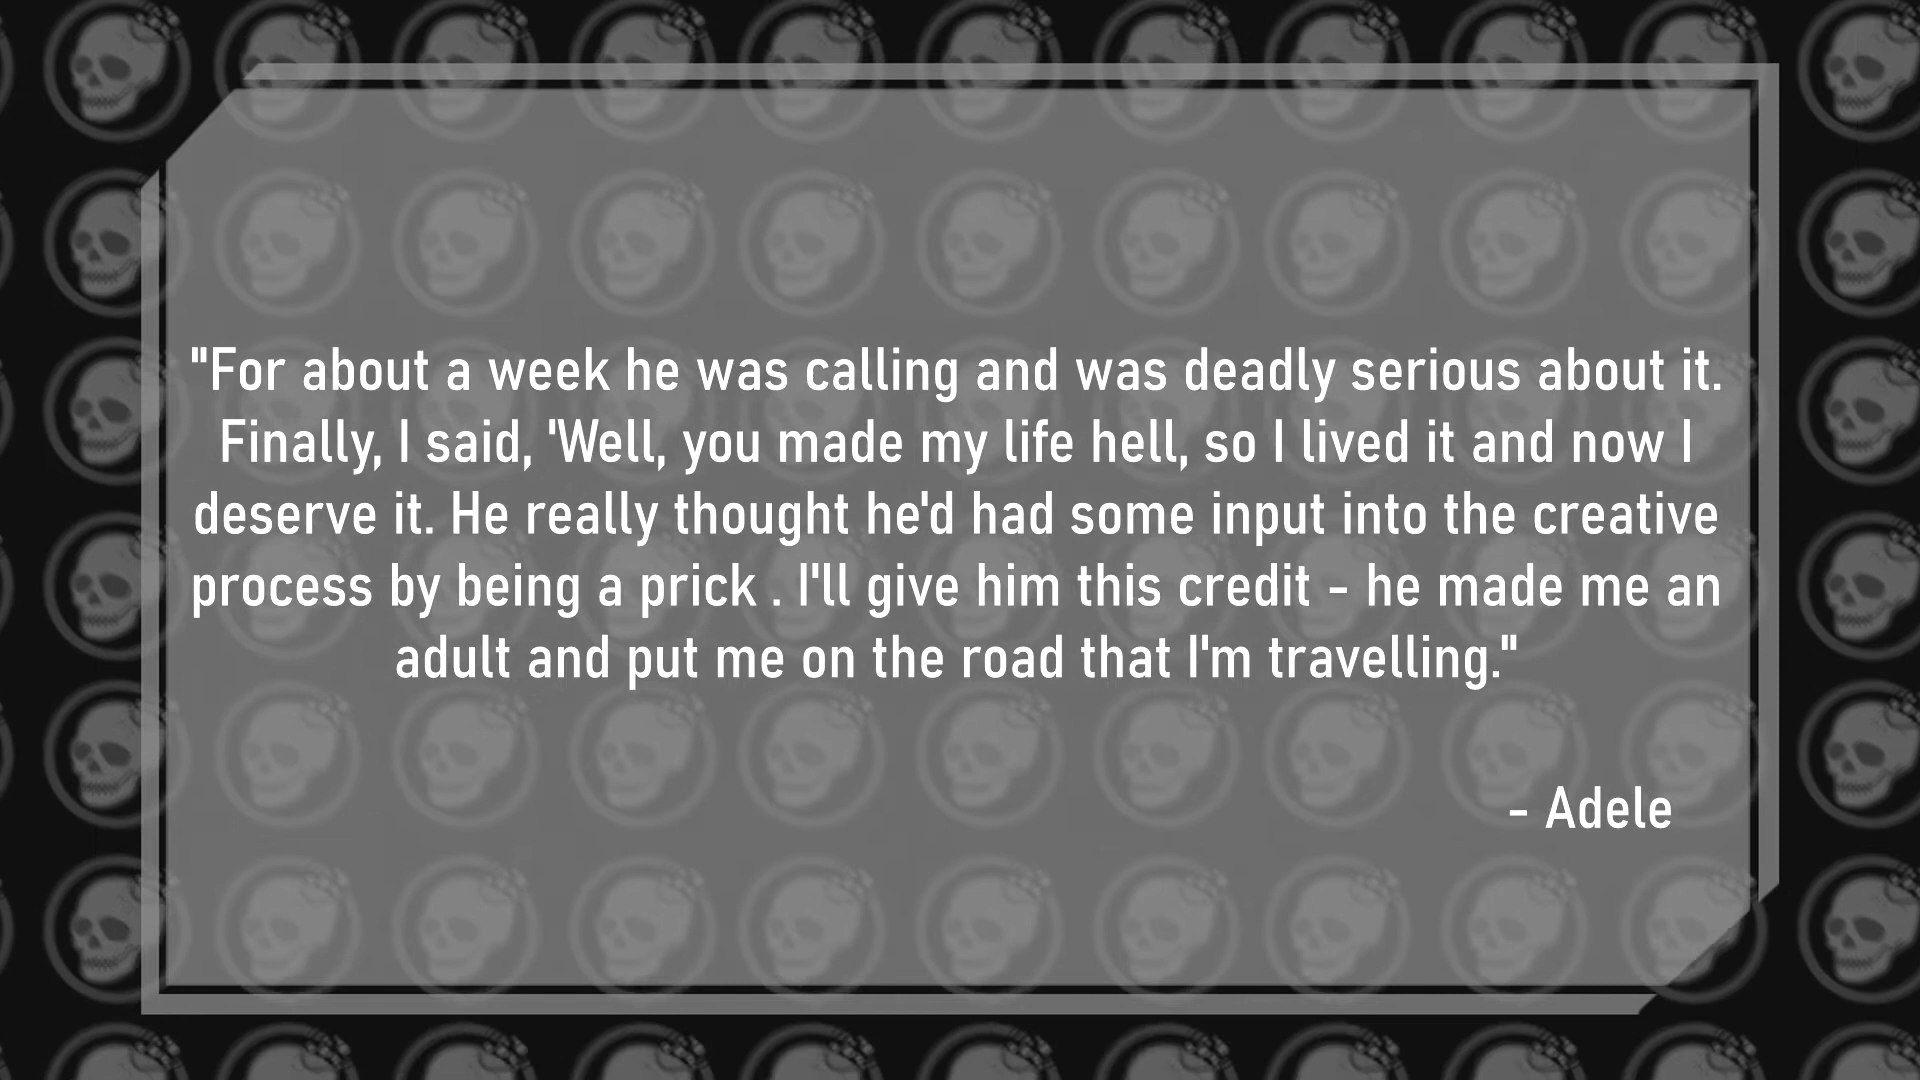 "For about a week he was calling and was deadly serious about it.
Finally, I said, 'Well, you made my life hell, so I lived it and now I
deserve it. He really thought he'd had some input into the creative
process by being a prick . I'll give him this credit - he made me an
adult and put me on the road that I'm travelling."
- Adele